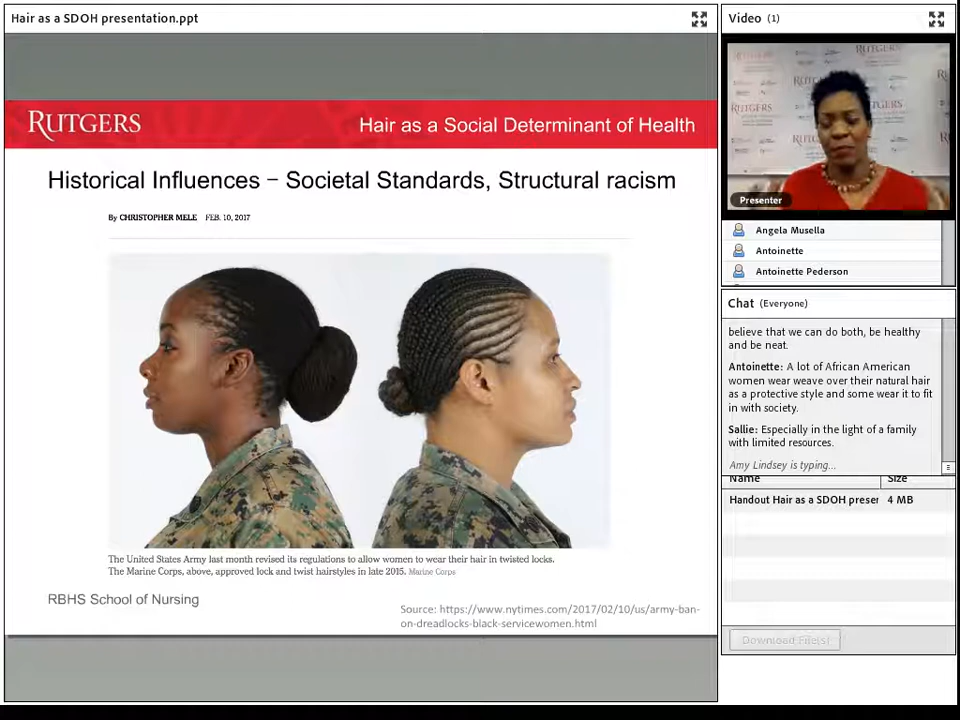 Hair as a SDOH presentation.ppt
RUTGERS
Hair as a Social Determinant of Health
Historical Influences – Societal Standards, Structural racism
By CHRISTOPHER MELE FEB. 10, 2017
The United States Army last month revised its regulations to allow women to wear their hair in twisted locks.
The Marine Corps, above, approved lock and twist hairstyles in late 2015. Marine Corps
RBHS School of Nursing
Source: https://www.nytimes.com/2017/02/10/us/army-ban-
on-dreadlocks-black-servicewomen.html
Video (1)
RUTGERS
RUTGERS
RUTGERS
Presenter
Angela Musella
Antoinette
Antoinette Pederson
Chat (Everyone)
believe that we can do both, be healthy
and be neat.
Antoinette: A lot of African American
women wear weave over their natural hair
as a protective style and some wear it to fit
in with society.
Sallie: Especially in the light of a family
with limited resources.
Amy Lindsey is typing...
Name Size
Handout Hair as a SDOH preser 4 MB
Download File(s)